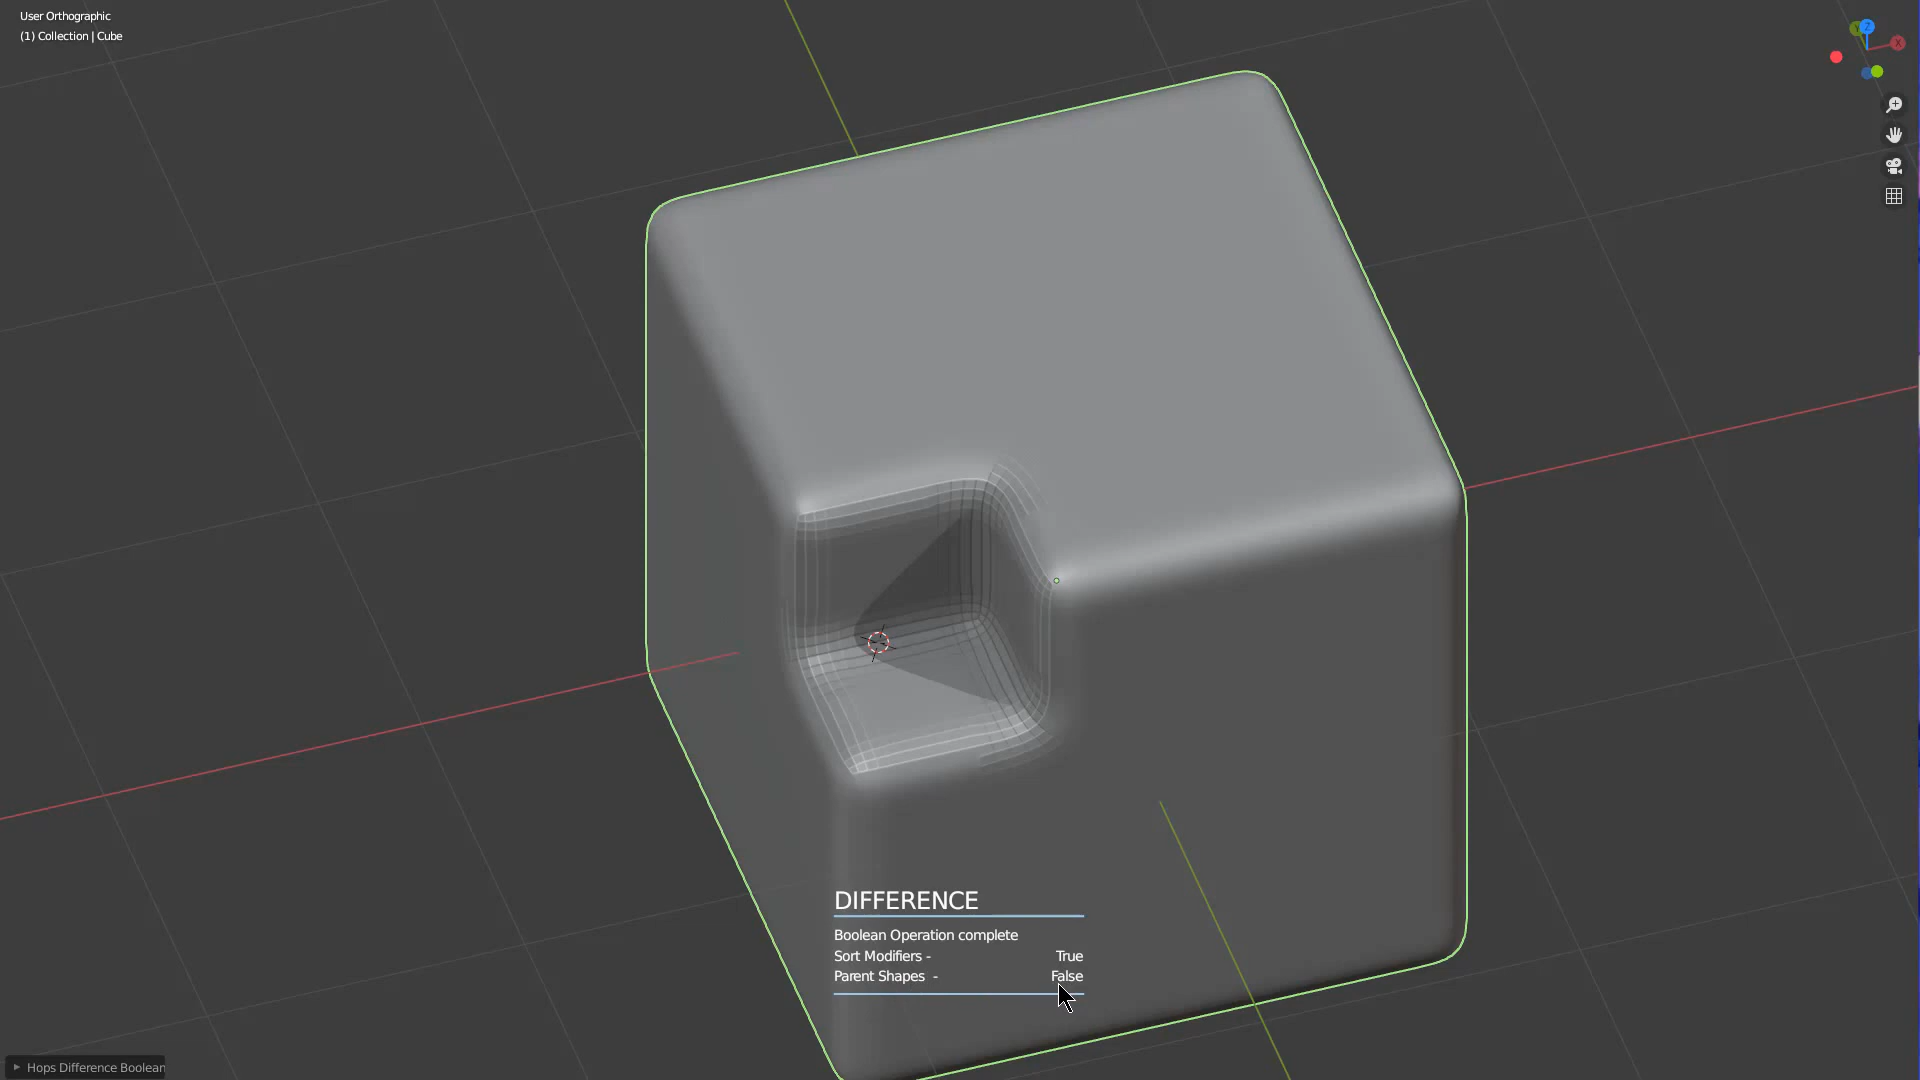 User Orthographic
(1) Collection | Cube
Y
Z
X
DIFFERENCE
Boolean Operation complete
Sort Modifiers - True
Parent Shapes - False
Hops Difference Boolean